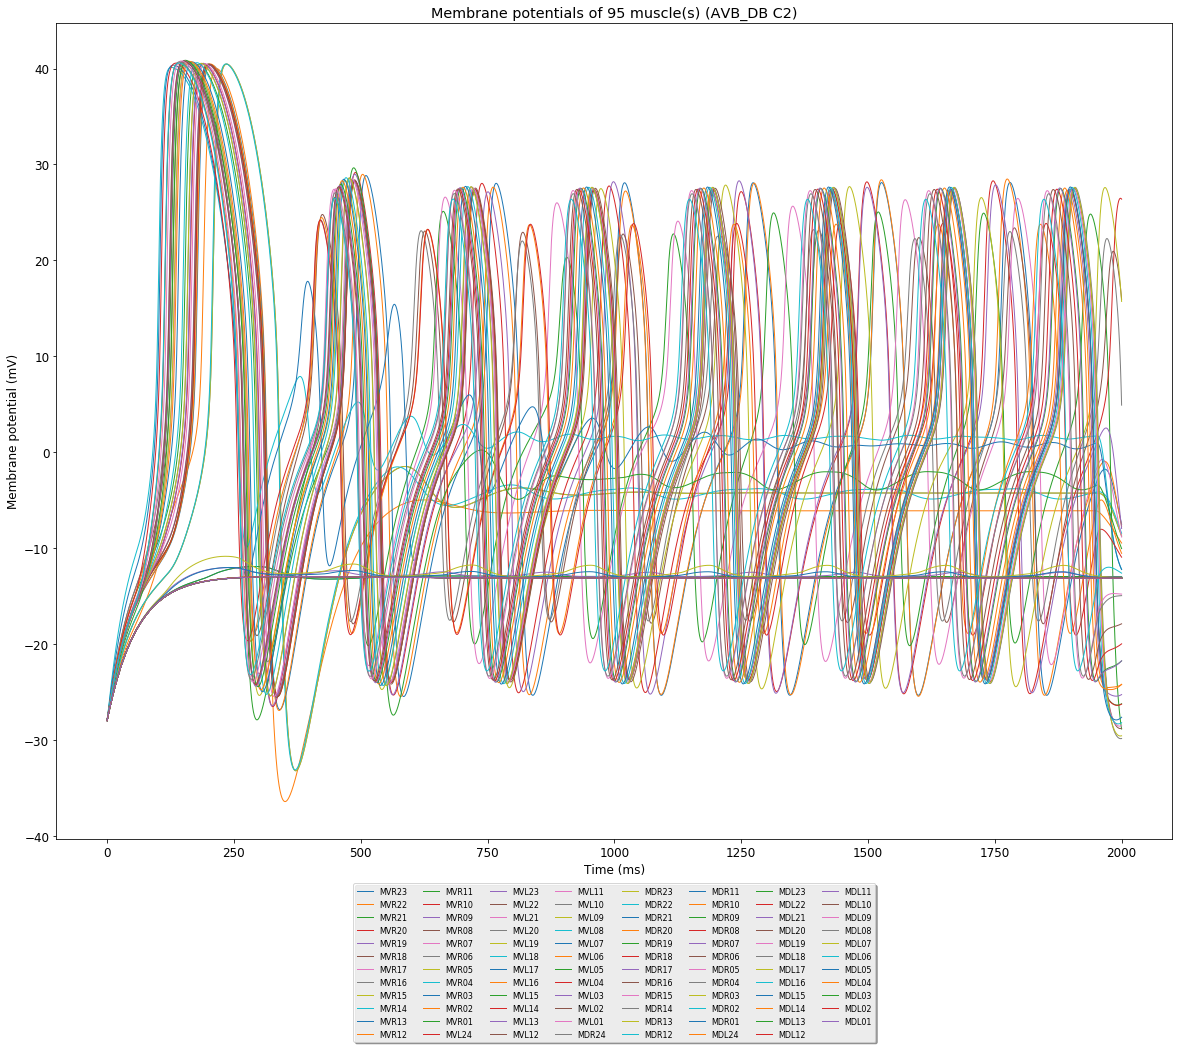 Membrane potentials of 95 muscle(s) (AVB_DB C2)
40
30
20
10
0
−10
−20
−30
−40
Membrane potential (mV)
0 250 500 750 1000 1250 1500 1750 2000
Time (ms)
MVR23 MVR11 MVL23 MVL11 MDR23 MDR11 MDL23 MDL11
MVR22 MVR10 MVL22 MVL10 MDR22 MDR10 MDL22 MDL10
MVR21 MVR09 MVL21 MVL09 MDR21 MDR09 MDL21 MDL09
MVR20 MVR08 MVL20 MVL08 MDR20 MDR08 MDL20 MDL08
MVR19 MVR07 MVL19 MVL07 MDR19 MDR07 MDL19 MDL07
MVR18 MVR06 MVL18 MVL06 MDR18 MDR06 MDL18 MDL06
MVR17 MVR05 MVL17 MVL05 MDR17 MDR05 MDL17 MDL05
MVR16 MVR04 MVL16 MVL04 MDR16 MDR04 MDL16 MDL04
MVR15 MVR03 MVL15 MVL03 MDR15 MDR03 MDL15 MDL03
MVR14 MVR02 MVL14 MVL02 MDR14 MDR02 MDL14 MDL02
MVR13 MVR01 MVL13 MVL01 MDR13 MDR01 MDL13 MDL01
MVR12 MVL24 MVL12 MDR24 MDR12 MDL24 MDL12